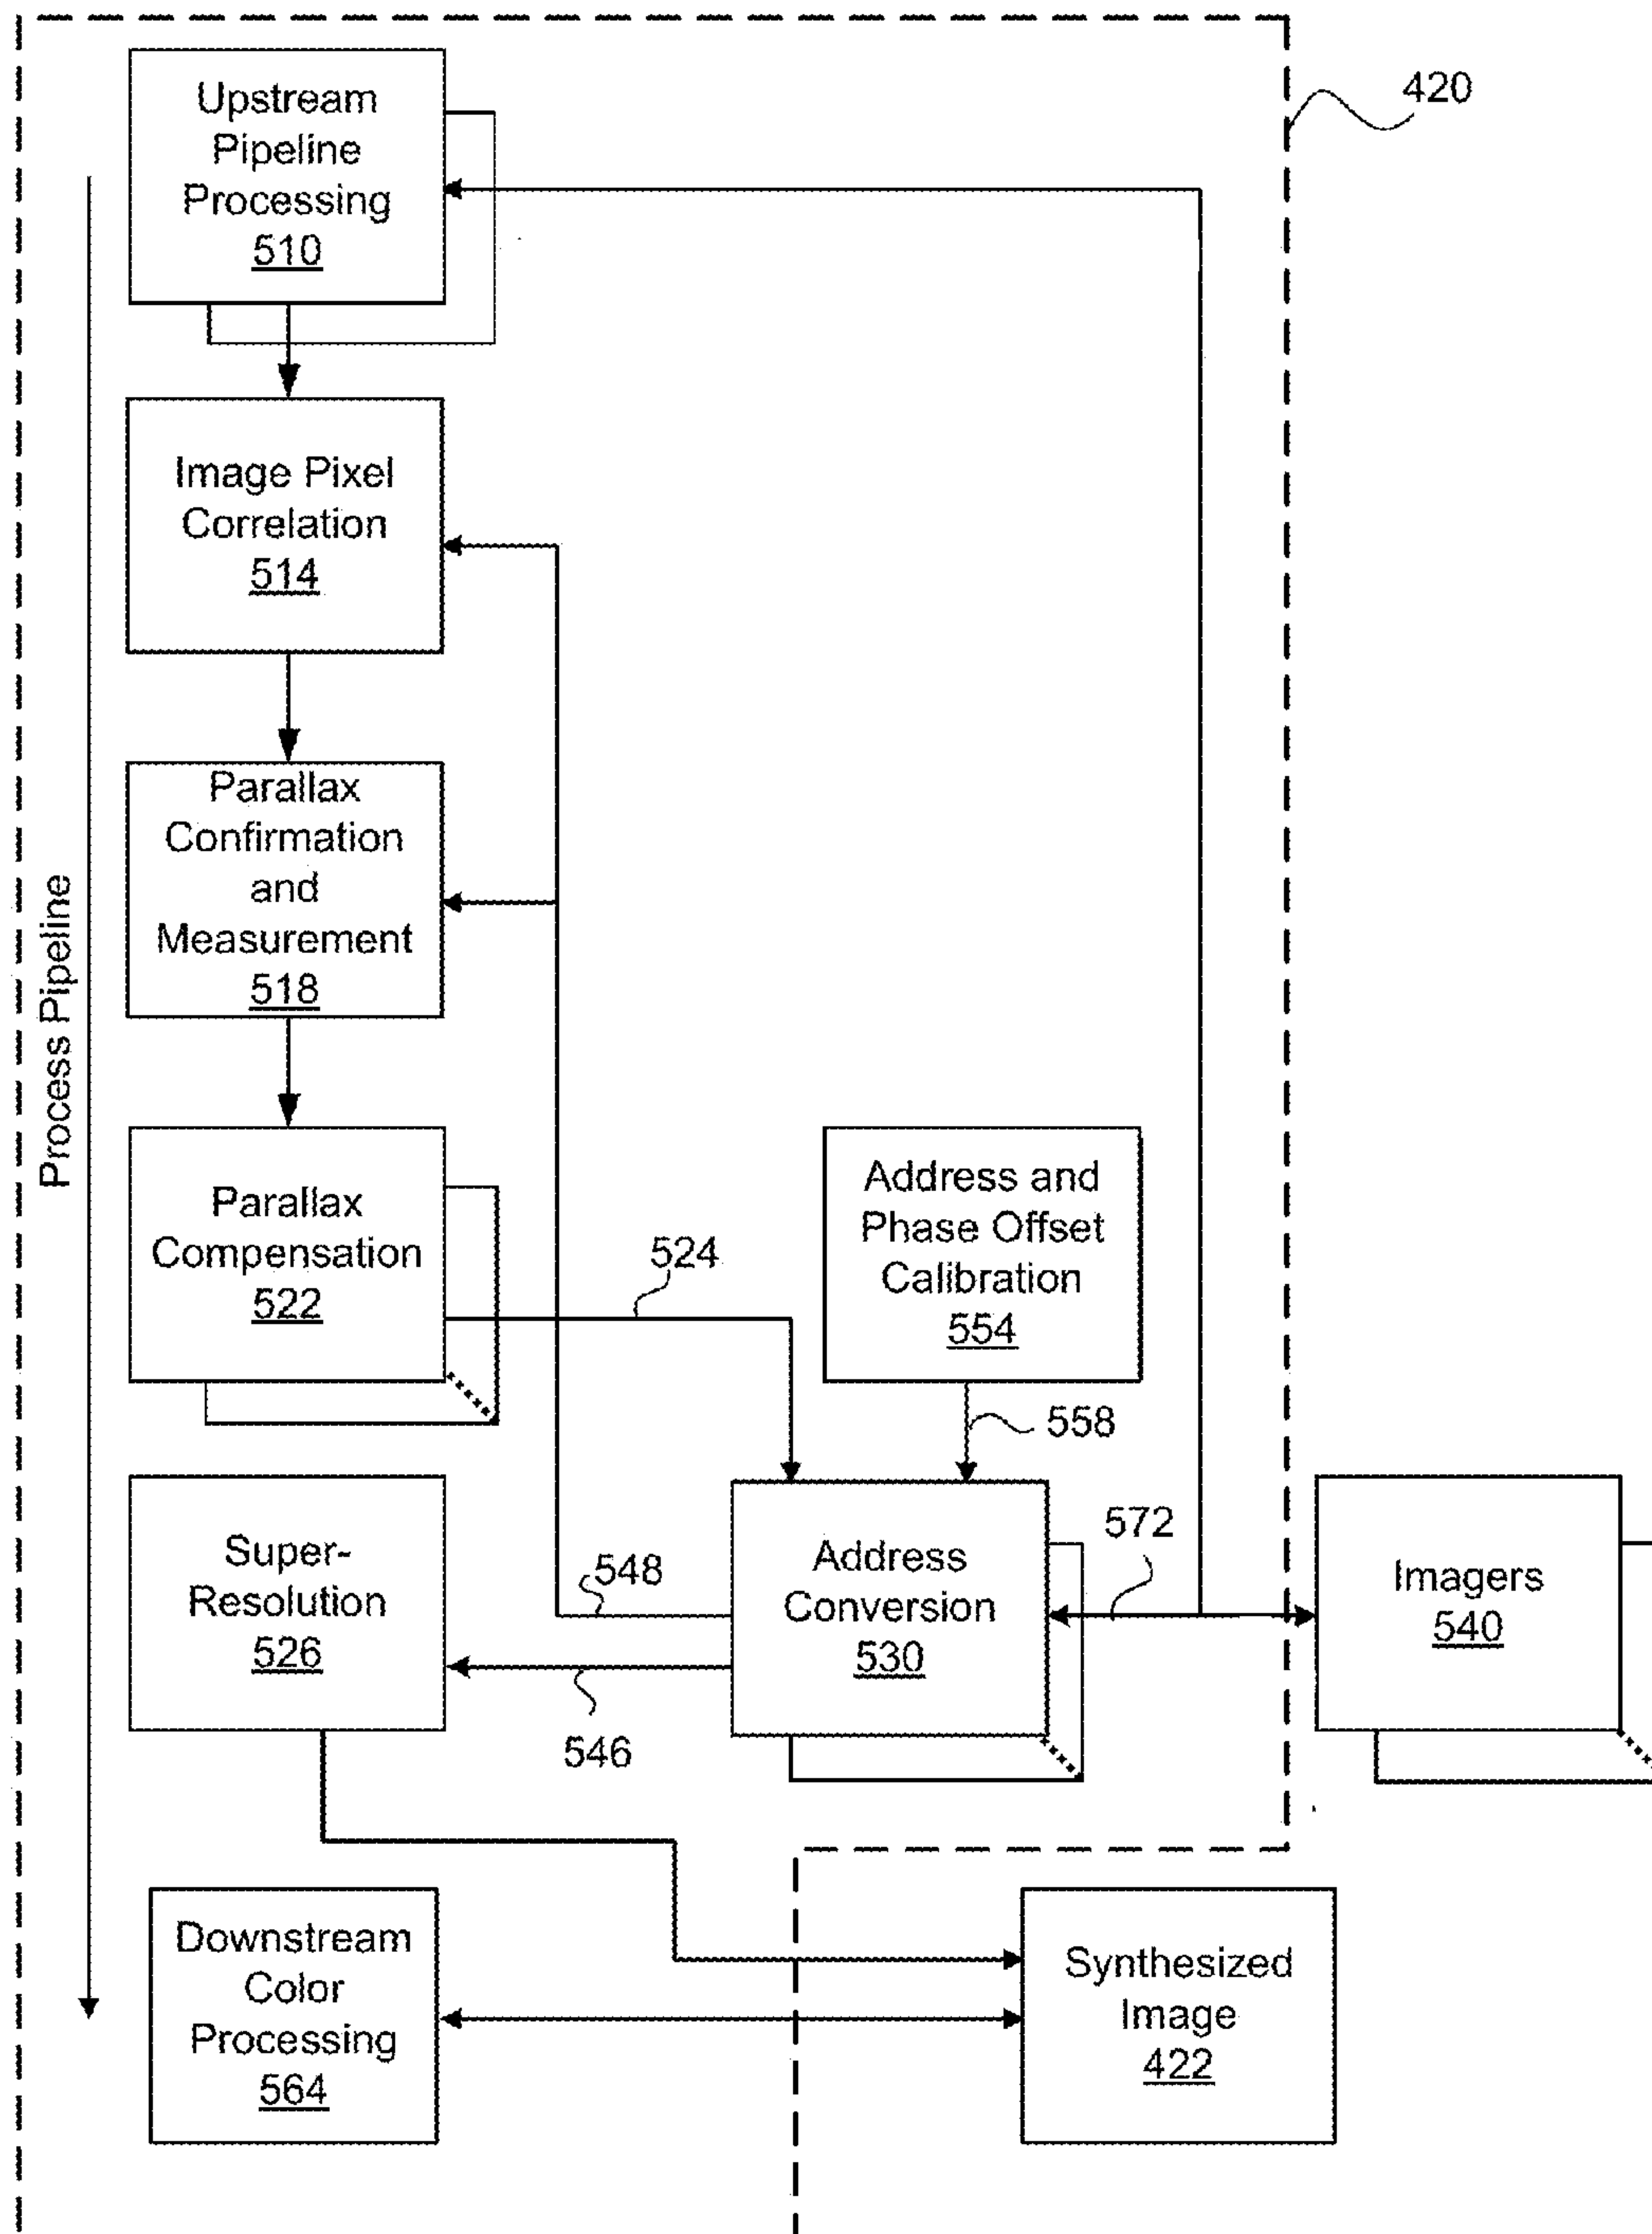 420
Upstream
Pipeline
Processing
510
Image Pixel
Correlation
514
Parallax
Confirmation
and
Measurement
518
Process Pipeline
Parallax
Compensation
522
524
Address and
Phase Offset
Calibration
554
558
Super-
Resolution
526
548
546
Address
Conversion
530
572
Imagers
540
Downstream
Color
Processing
564
Synthesized
Image
422